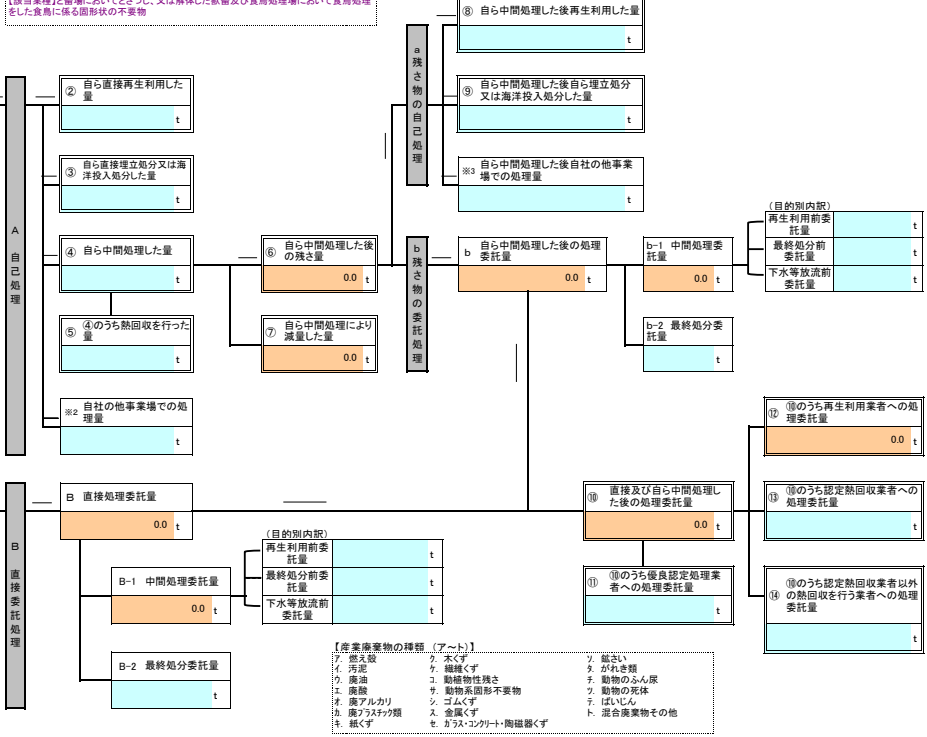 【該当業種】と畜場においてとさつし、又は解体した獣畜及び食鳥処理場において食鳥処理
をした食鳥に係る固形状の不要物
A 自己処理
② 自ら直接再生利用した
量
t
③ 自ら直接埋立処分又は海
洋投入処分した量
t
④ 自ら中間処理した量
t
⑤ ④のうち熱回収を行った
量
t
※2 自社の他事業場での処
理量
t
⑥ 自ら中間処理した後
の残さ量
0.0 t
⑦ 自ら中間処理により
減量した量
0.0 t
a 残さ物の自己処理
⑧ 自ら中間処理した後再生利用した量
t
⑨ 自ら中間処理した後自ら埋立処分
又は海洋投入処分した量
t
※3 自ら中間処理した後自社の他事業
場での処理量
t
b 残さ物の委託処理
b 自ら中間処理した後の処理
委託量
0.0 t
b-1 中間処理委
託量
0.0 t
(目的別内訳)
再生利用前委
託量
t
最終処分前
委託量
t
下水等放流前
委託量
t
b-2 最終処分委
託量
t
B 直接委託処理
B 直接処理委託量
0.0 t
B-1 中間処理委託量
0.0 t
(目的別内訳)
再生利用前委
託量
t
最終処分前委
託量
t
下水等放流前
委託量
t
B-2 最終処分委託量
t
⑩ 直接及び自ら中間処理し
た後の処理委託量
0.0 t
⑪ ⑩のうち優良認定処理業
者への処理委託量
t
⑫ ⑩のうち再生利用業者への処
理委託量
0.0 t
⑬ ⑩のうち認定熱回収業者への
処理委託量
t
⑭ ⑩のうち認定熱回収業者以外
の熱回収を行う業者への処理
委託量
t
【産業廃棄物の種類 (ア～ト)】
ア. 燃え殻 ク. 木くず ソ. 鉱さい
イ. 汚泥 ケ. 繊維くず タ. がれき類
ウ. 廃油 コ. 動植物性残さ チ. 動物のふん尿
エ. 廃酸 サ. 動物系固形不要物 ツ. 動物の死体
オ. 廃アルカリ シ. ゴムくず テ. ばいじん
カ. 廃プラスチック類 ス. 金属くず ト. 混合廃棄物その他
キ. 紙くず セ. ガラス・コンクリート・陶磁器くず